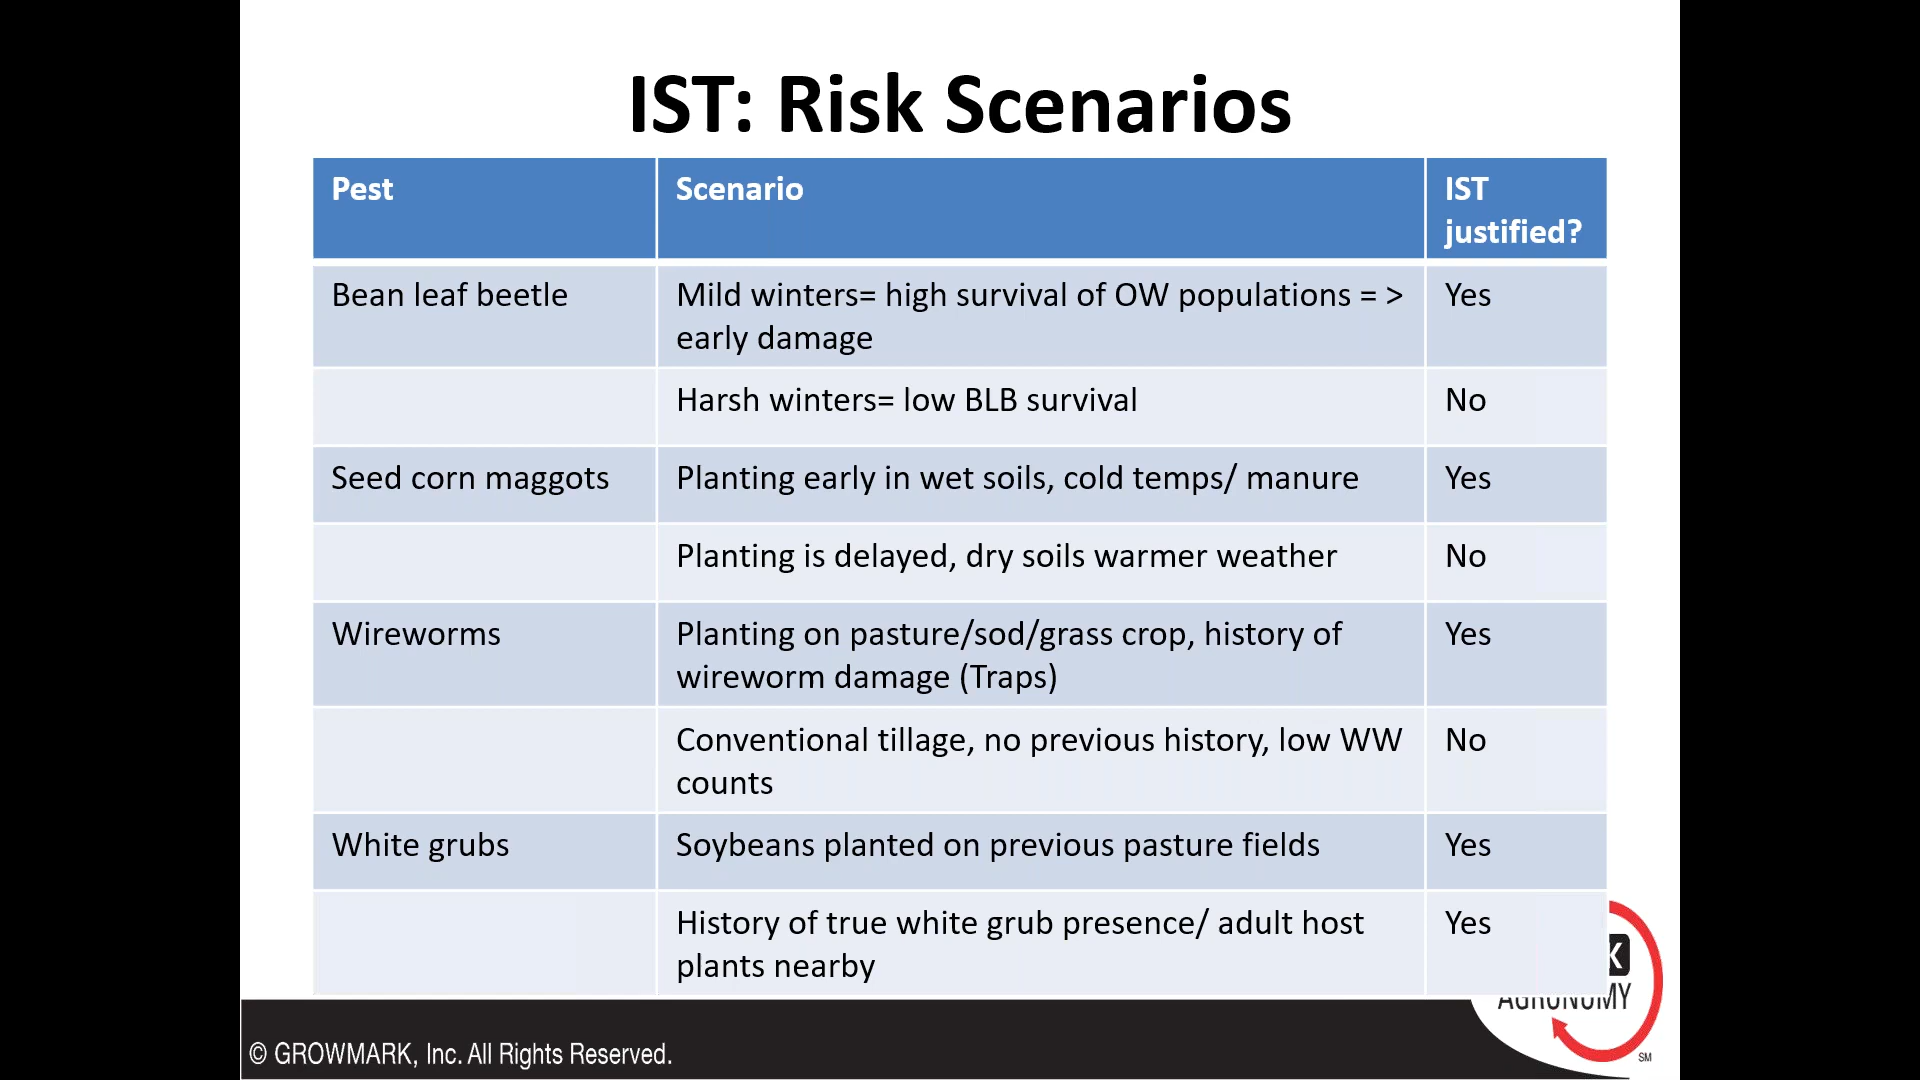 IST: Risk Scenarios
Pest
Scenario
IST
justified?
Bean leaf beetle
Mild winters= high survival of OW populations = >
early damage
Yes
Harsh winters= low BLB survival
No
Seed corn maggots
Planting early in wet soils, cold temps/ manure
Yes
Planting is delayed, dry soils warmer weather
No
Wireworms
Planting on pasture/sod/grass crop, history of
wireworm damage (Traps)
Yes
Conventional tillage, no previous history, low WW
counts
No
White grubs
Soybeans planted on previous pasture fields
Yes
History of true white grub presence/ adult host
plants nearby
Yes
K
AGRONOMY
SM
© GROWMARK, Inc. All Rights Reserved.